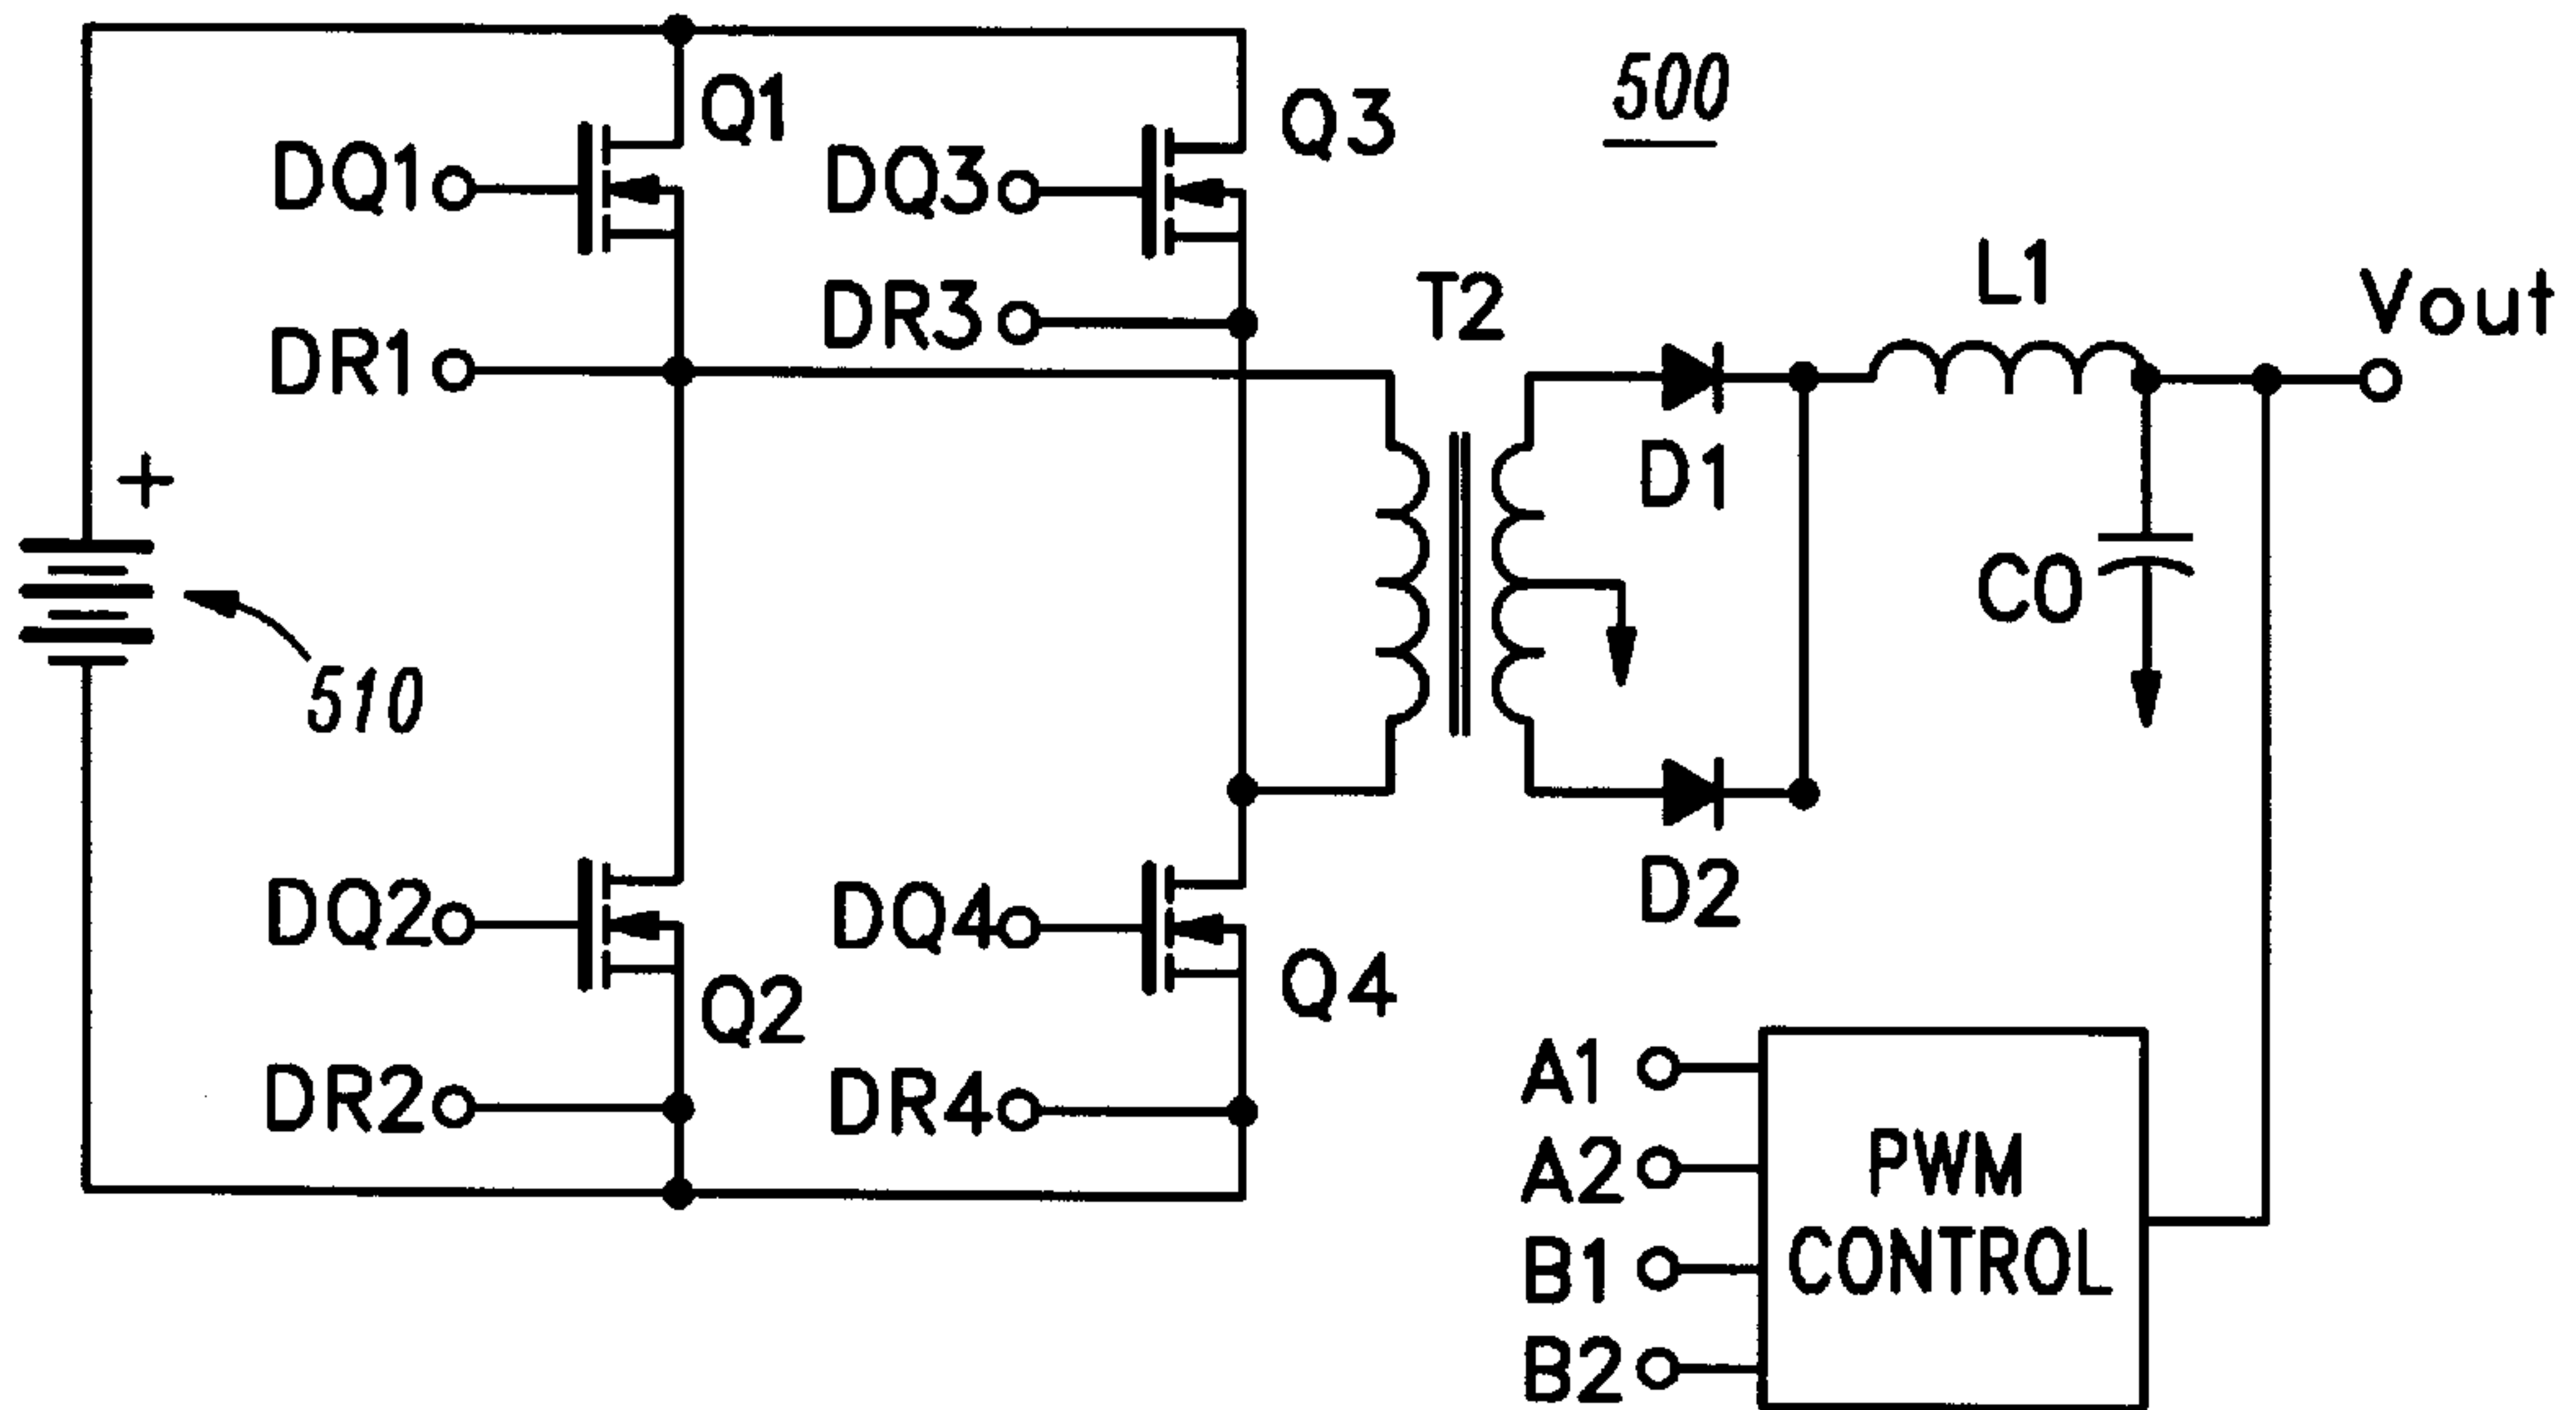 500
Q1
Q3
DQ1
DQ3
DR3
DR1
T2
L1
Vout
+
D1
C0
510
D2
DQ2
DQ4
Q2
Q4
DR2
DR4
A1
A2
B1
B2
PWM
CONTROL